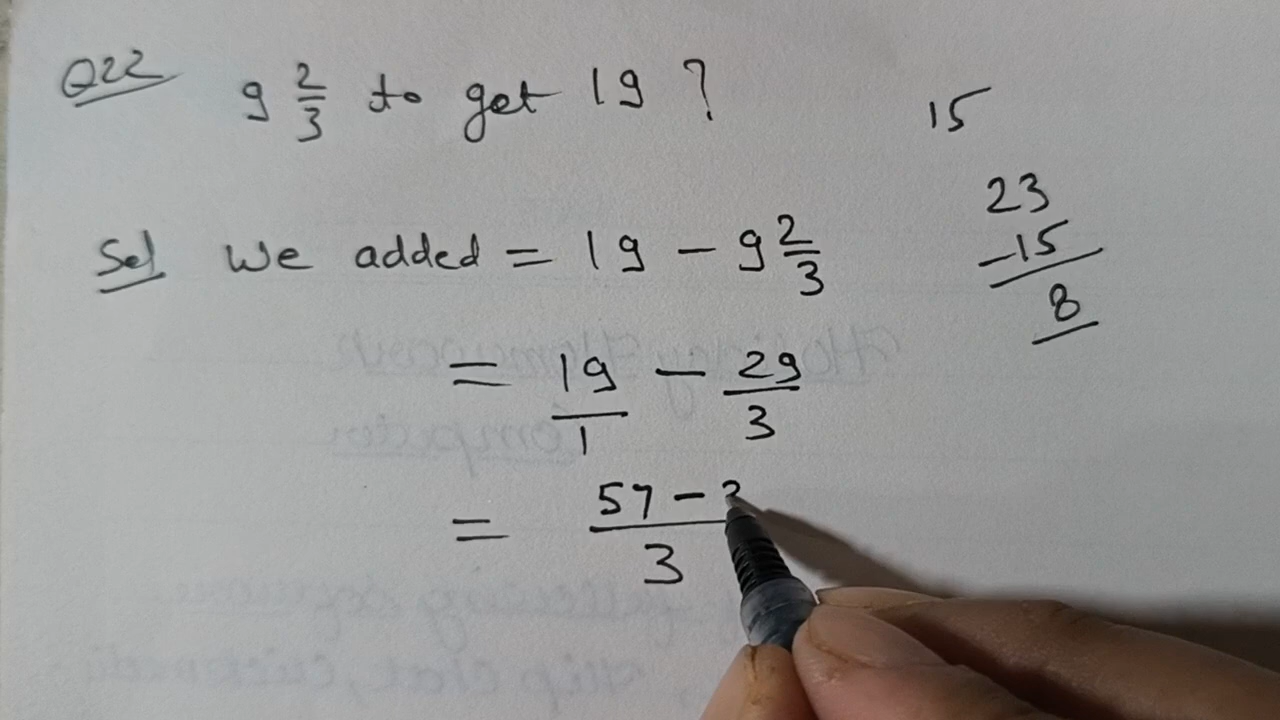 Q22 9 2/3 to get 19 ?
Sol We added = 19 - 9 2/3
= 19/1 - 29/3
= 57 - 2/3
15
23
-15
8